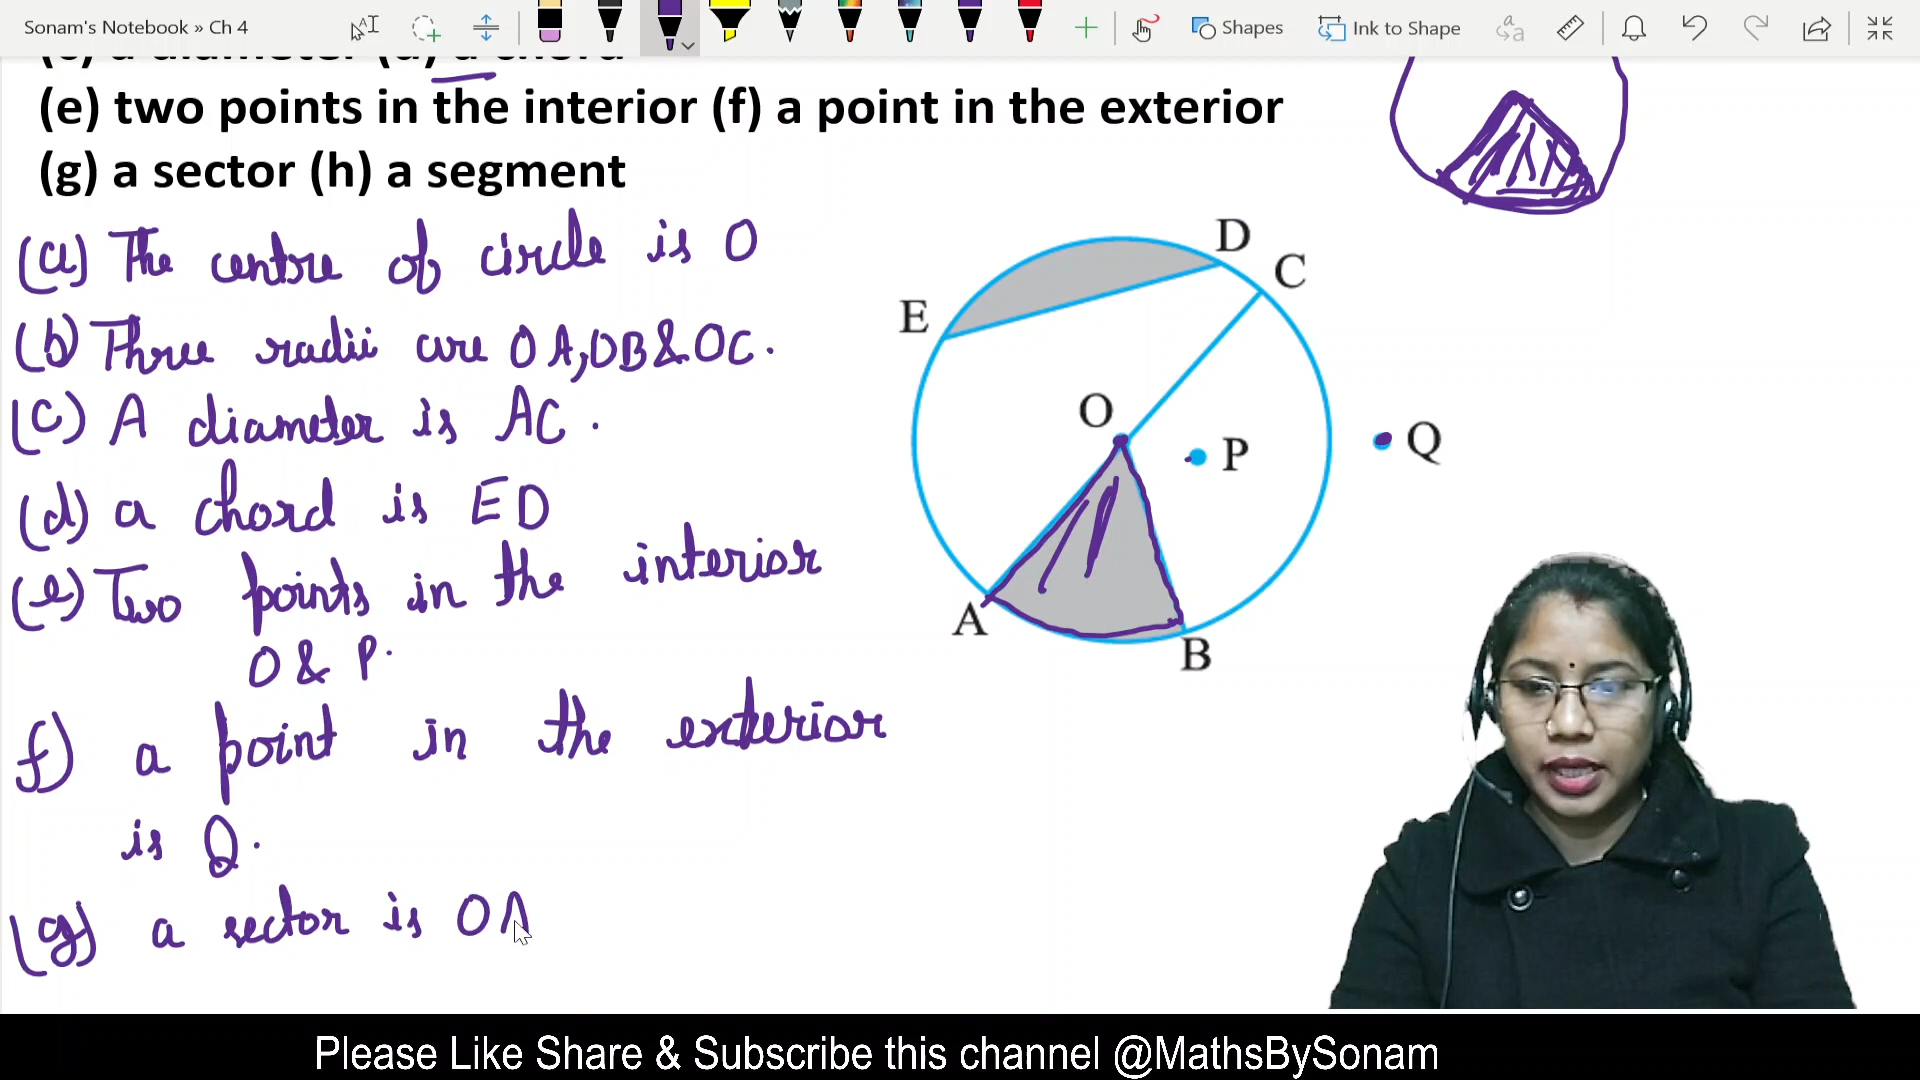 Sonam's Notebook » Ch 4
Shapes
Ink to Shape
(e) two points in the interior (f) a point in the exterior
(g) a sector (h) a segment
(a) The centre of circle is O
(b) Three radii are OA, OB & OC.
(c) A diameter is AC.
(d) a chord is ED
(e) Two points in the interior
O & P.
f) a point in the exterior
is Q.
(g) a sector is OA
D
C
E
O
P
Q
A
B
Please Like Share & Subscribe this channel @MathsBySonam